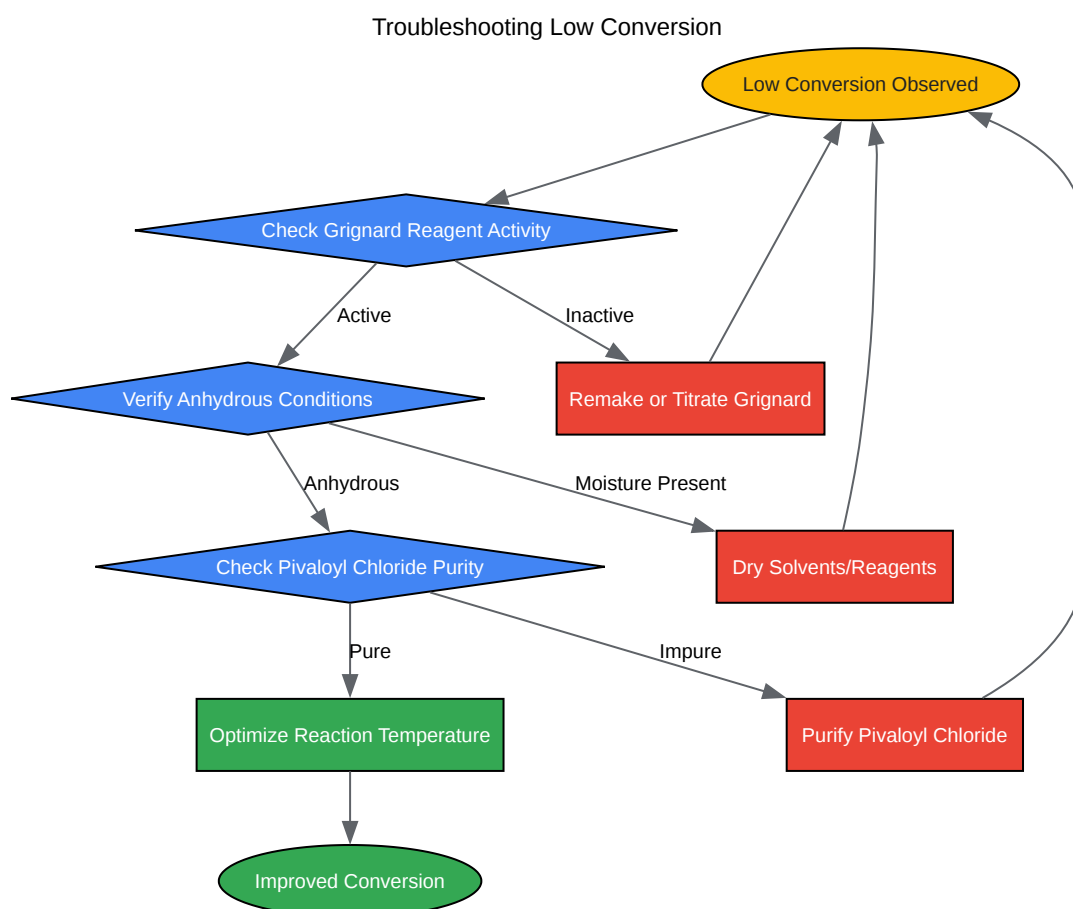 Troubleshooting Low Conversion
Low Conversion Observed
Check Grignard Reagent Activity
Active
Inactive
Verify Anhydrous Conditions
Remake or Titrate Grignard
Anhydrous
Moisture Present
Check Pivaloyl Chloride Purity
Dry Solvents/Reagents
Pure
Impure
Optimize Reaction Temperature
Purify Pivaloyl Chloride
Improved Conversion